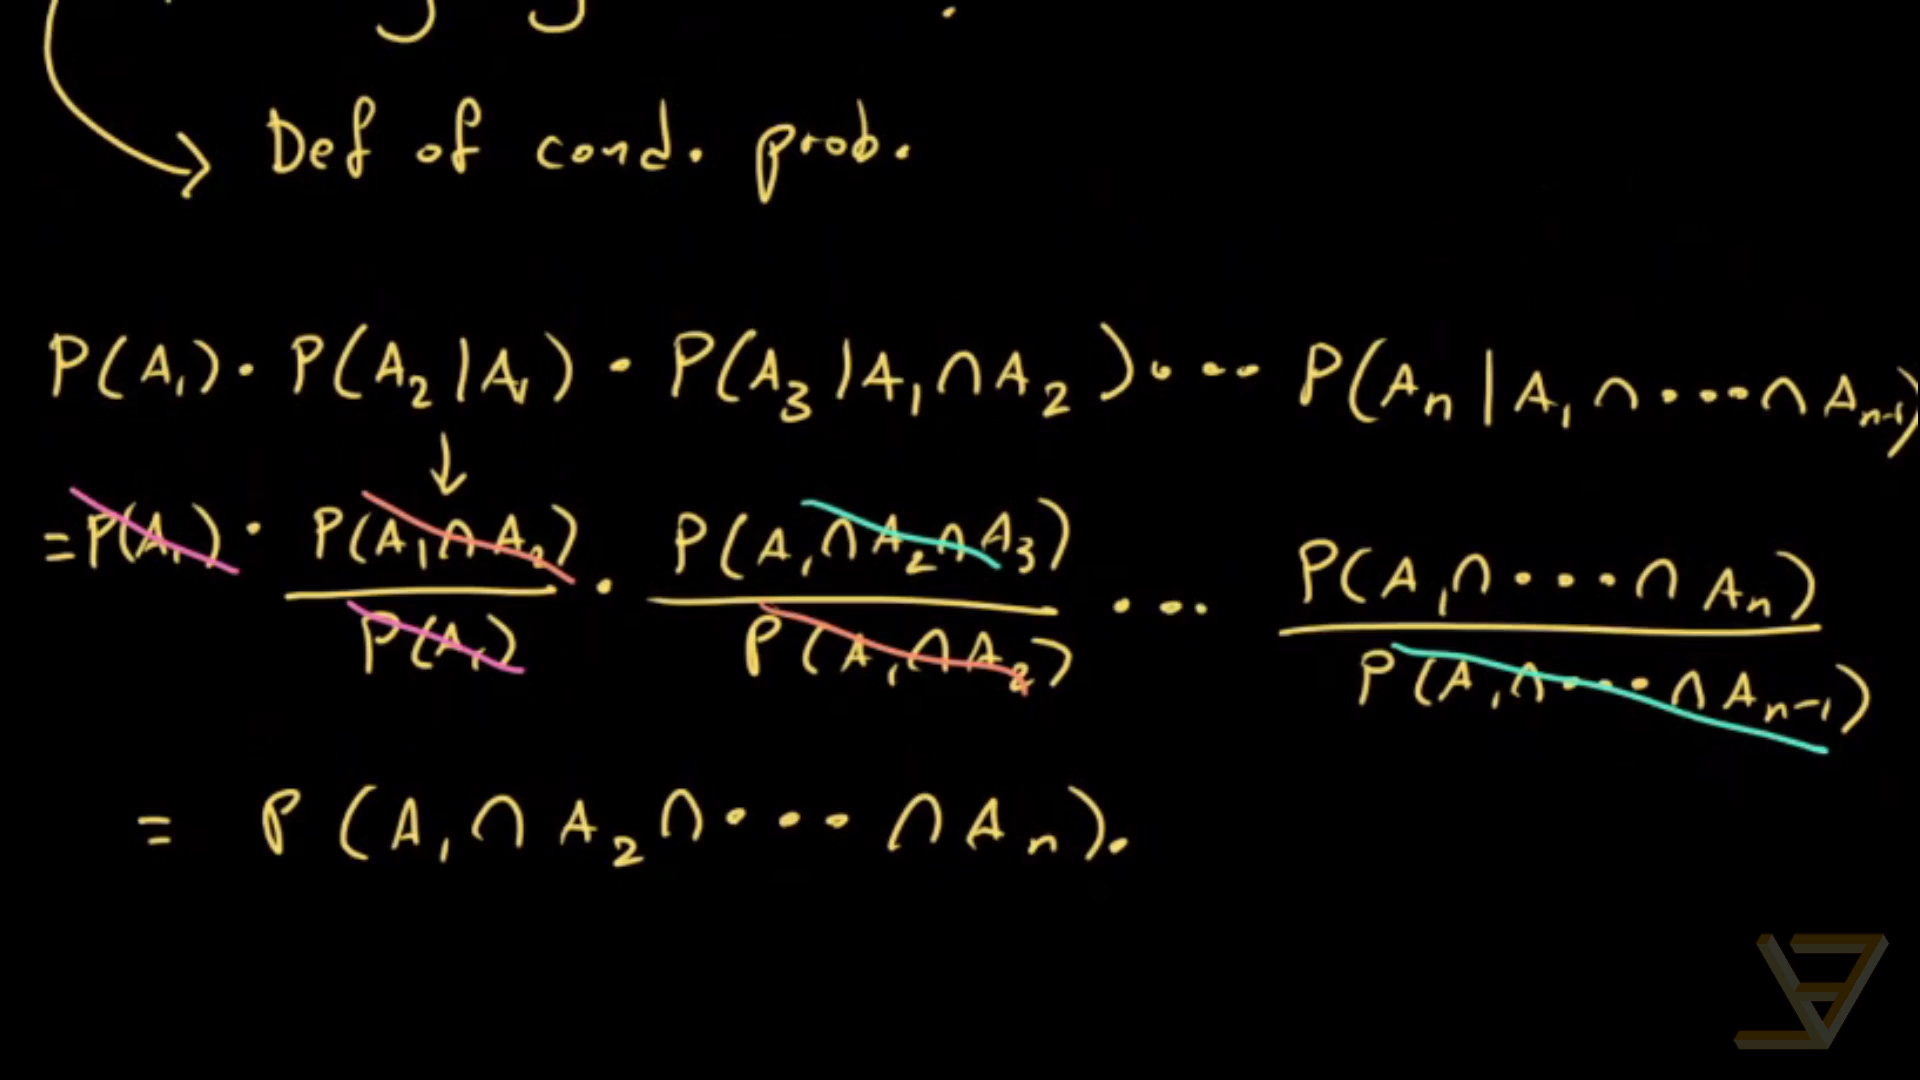 Def of cond. prob.
P(A₁) · P(A₂|A₁) · P(A₃|A₁∩A₂) · ··· P(Aₙ|A₁∩···∩Aₙ₋₁)
= P(A₁) · P(A₁∩A₂)/P(A₁) · P(A₁∩A₂∩A₃)/P(A₁∩A₂) ··· P(A₁∩···∩Aₙ)/P(A₁∩···∩Aₙ₋₁)
= P(A₁∩A₂∩···∩Aₙ).